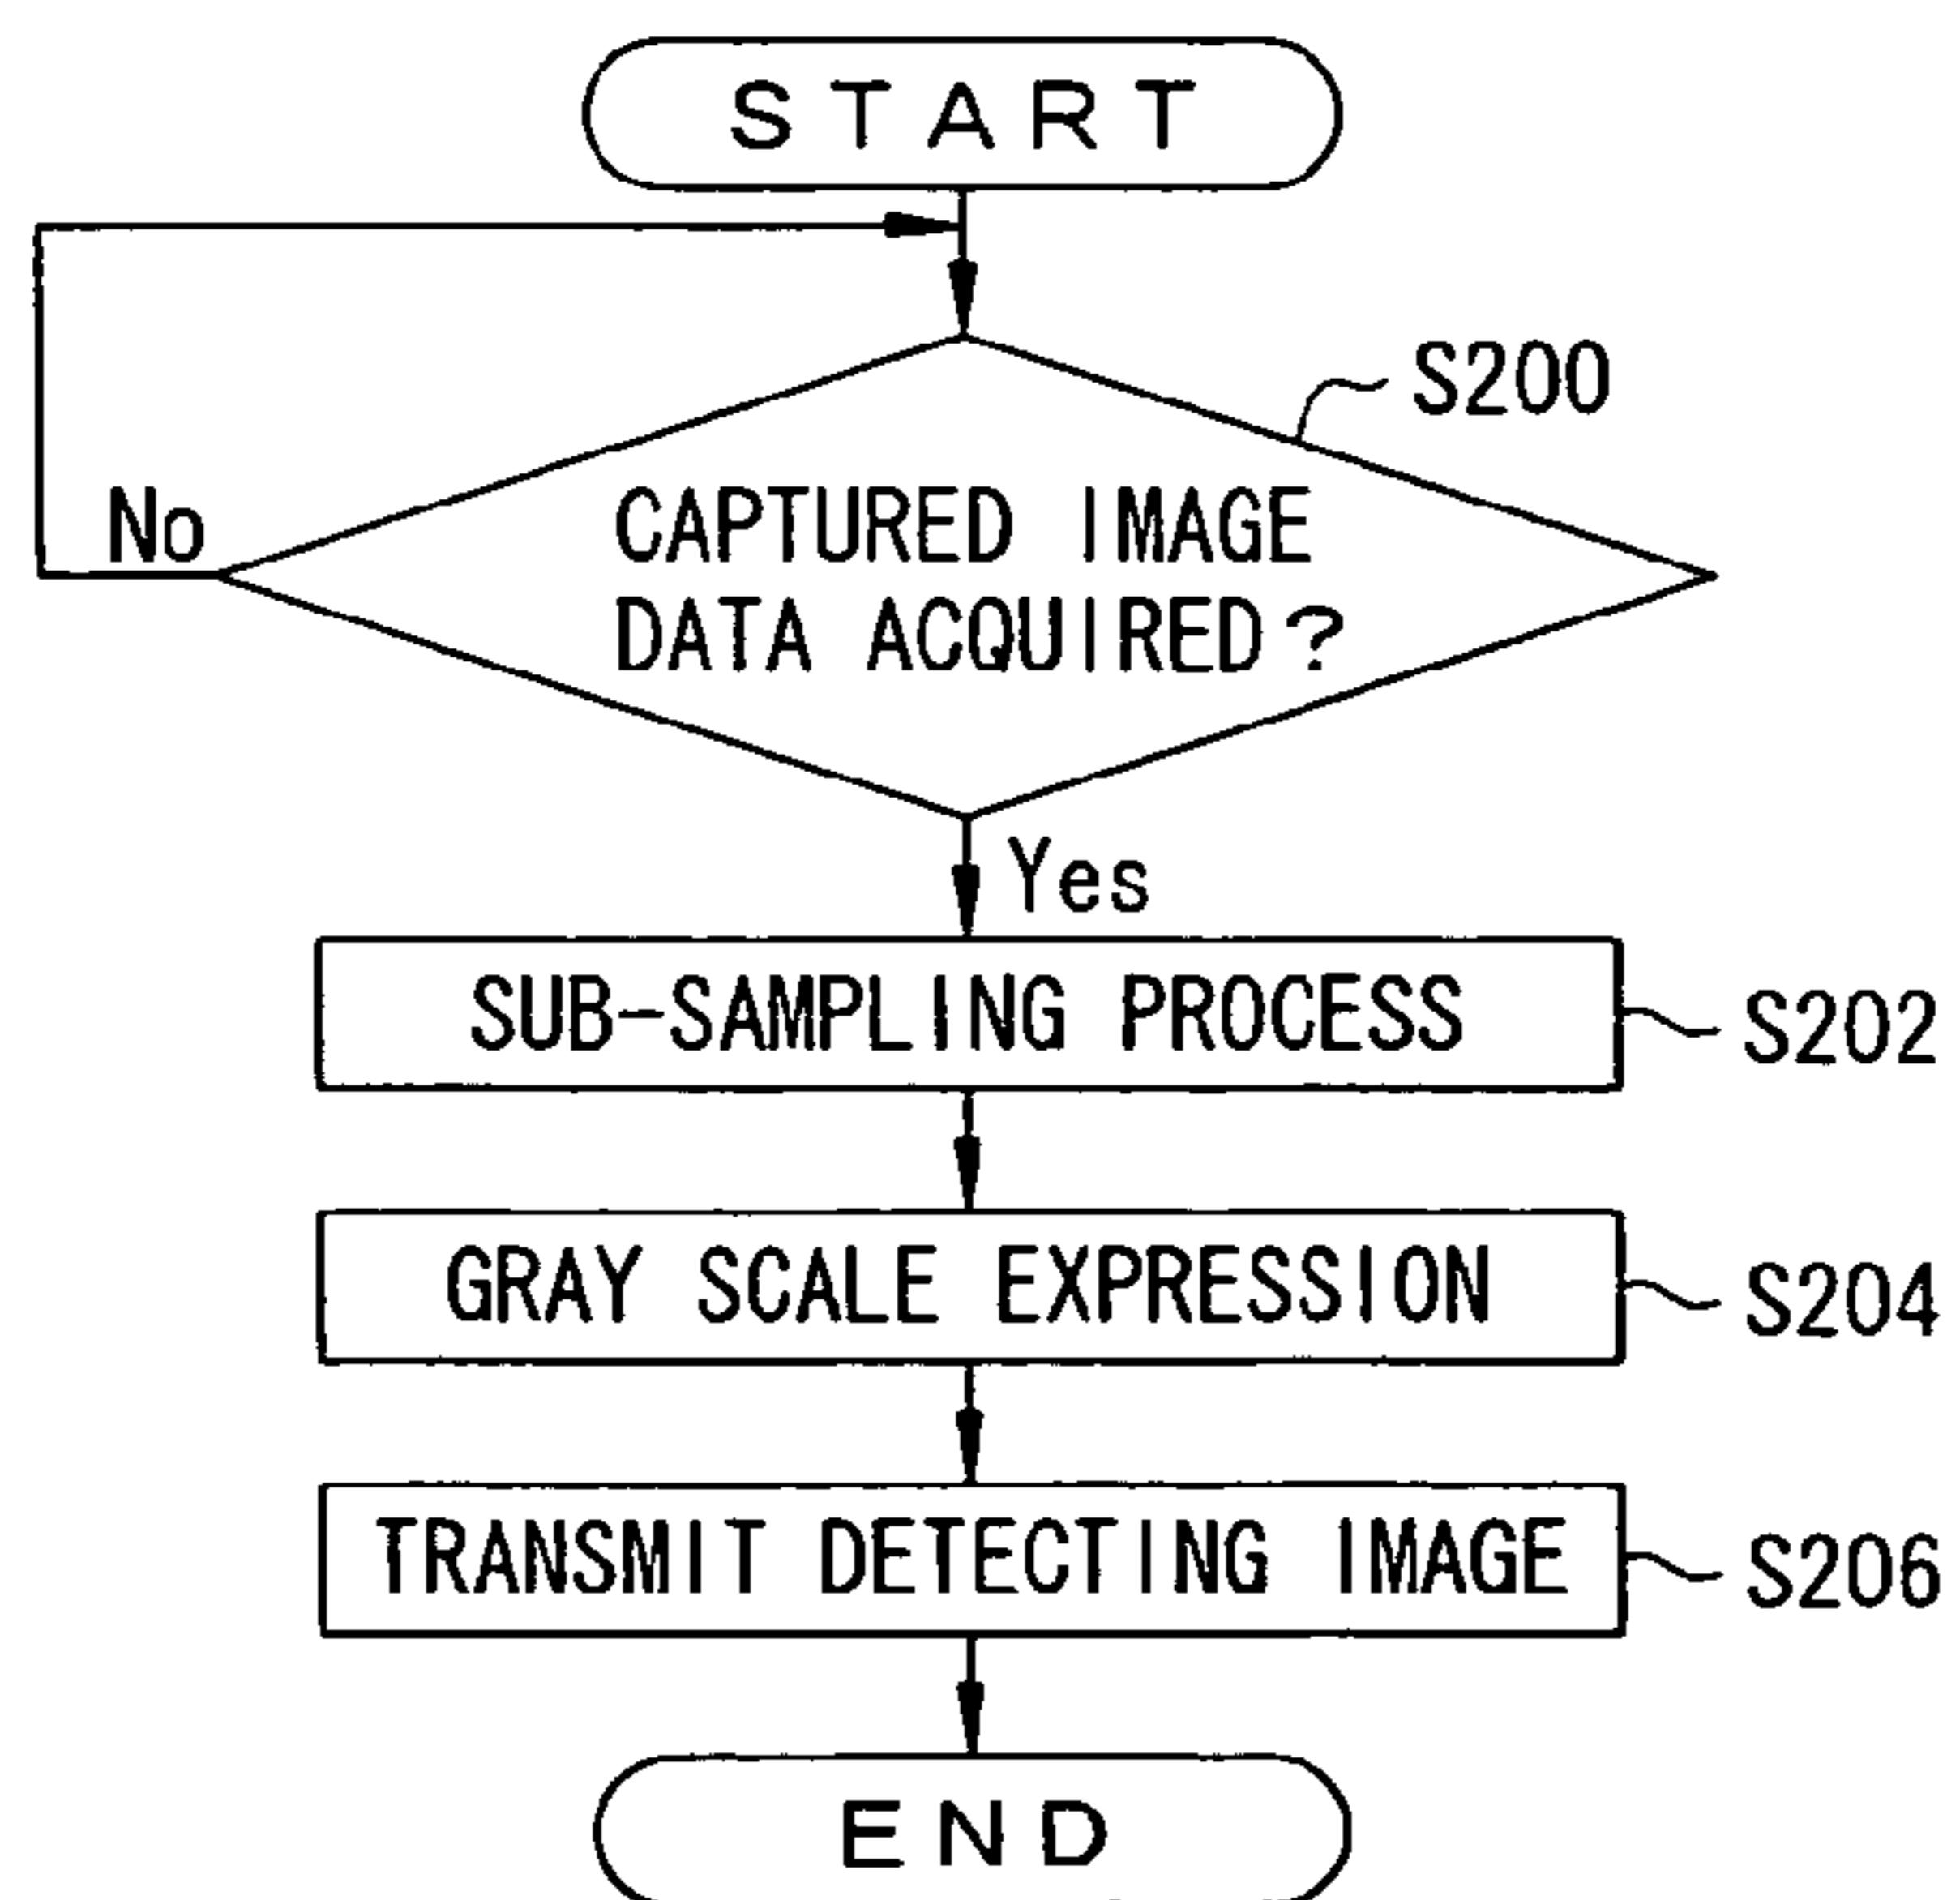 START
S200
No
CAPTURED IMAGE
DATA ACQUIRED?
Yes
SUB-SAMPLING PROCESS
S202
GRAY SCALE EXPRESSION
S204
TRANSMIT DETECTING IMAGE
S206
END